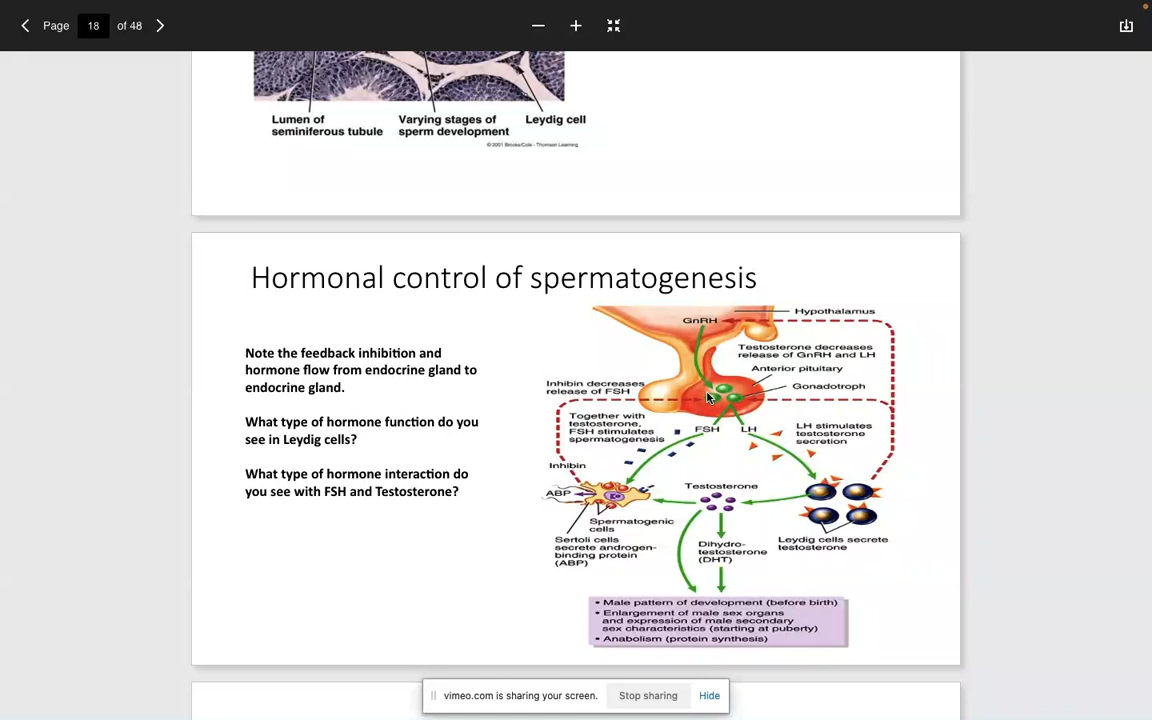 Page 18 of 48
Lumen of
seminiferous tubule
Varying stages of
sperm development
Leydig cell
© 2001 Brooks/Cole - Thomson Learning
Hormonal control of spermatogenesis
Note the feedback inhibition and
hormone flow from endocrine gland to
endocrine gland.
What type of hormone function do you
see in Leydig cells?
What type of hormone interaction do
you see with FSH and Testosterone?
Hypothalamus
GnRH
Testosterone decreases
release of GnRH and LH
Anterior pituitary
Gonadotroph
Inhibin decreases
release of FSH
Together with
testosterone,
FSH stimulates
spermatogenesis
FSH
LH
LH stimulates
testosterone
secretion
Inhibin
ABP
Testosterone
Spermatogenic
cells
Sertoli cells
secrete androgen-
binding protein
(ABP)
Dihydro-
testosterone
(DHT)
Leydig cells secrete
testosterone
• Male pattern of development (before birth)
• Enlargement of male sex organs
and expression of male secondary
sex characteristics (starting at puberty)
• Anabolism (protein synthesis)
vimeo.com is sharing your screen.
Stop sharing
Hide